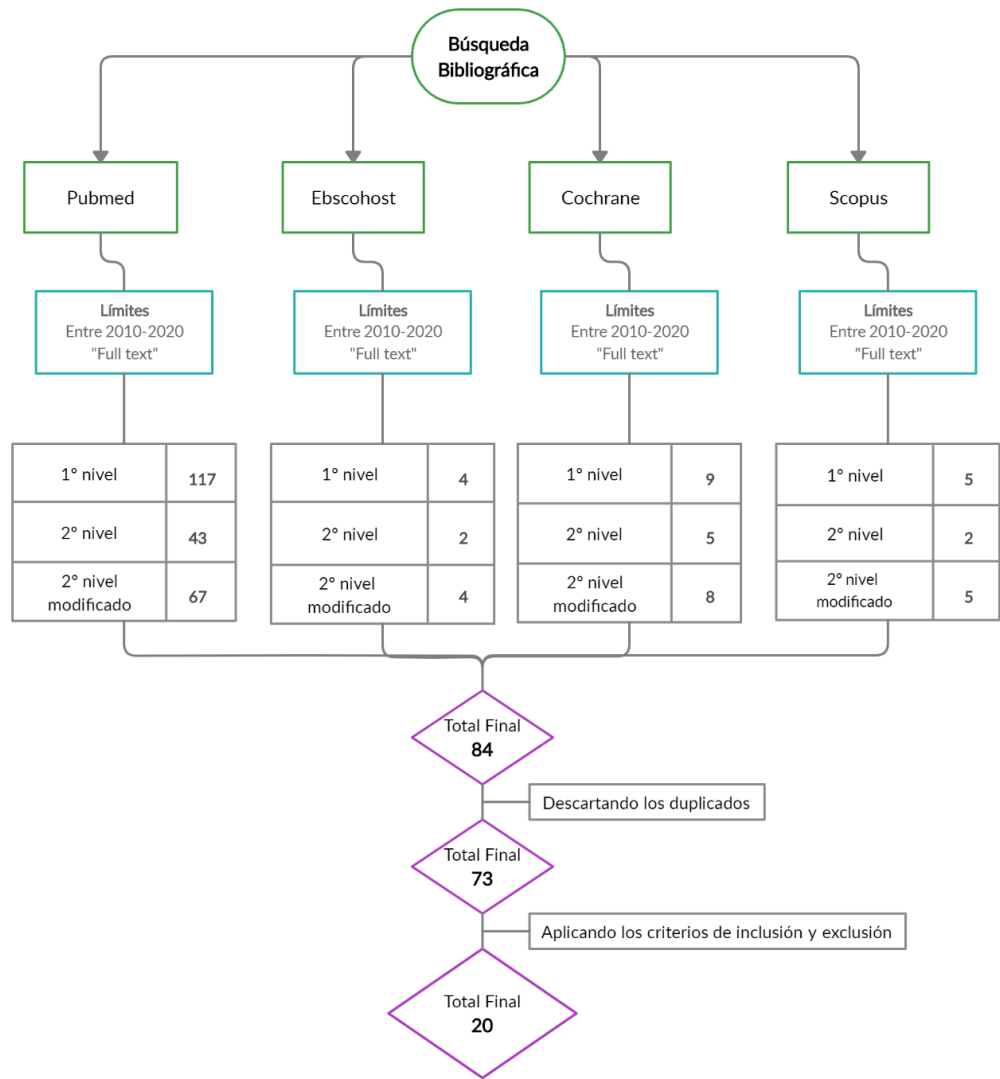 Búsqueda
Bibliográfica
Pubmed
Ebscohost
Cochrane
Scopus
Límites
Entre 2010-2020
"Full text"
Límites
Entre 2010-2020
"Full text"
Límites
Entre 2010-2020
"Full text"
Límites
Entre 2010-2020
"Full text"
1° nivel 117
2° nivel 43
2° nivel
modificado 67
1° nivel 4
2° nivel 2
2° nivel
modificado 4
1° nivel 9
2° nivel 5
2° nivel
modificado 8
1° nivel 5
2° nivel 2
2° nivel
modificado 5
Total Final
84
Descartando los duplicados
Total Final
73
Aplicando los criterios de inclusión y exclusión
Total Final
20